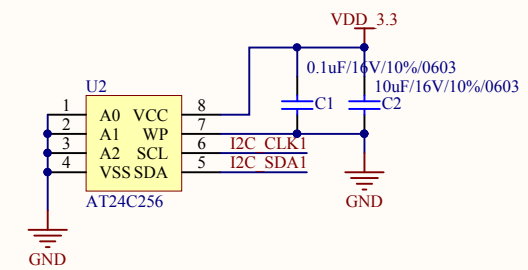 VDD_3.3
0.1uF/16V/10%/0603
10uF/16V/10%/0603
U2
C1
C2
1 A0 VCC 8
2 A1 WP 7
3 A2 SCL 6 I2C_CLK1
4 VSS SDA 5 I2C_SDA1
AT24C256
GND
GND